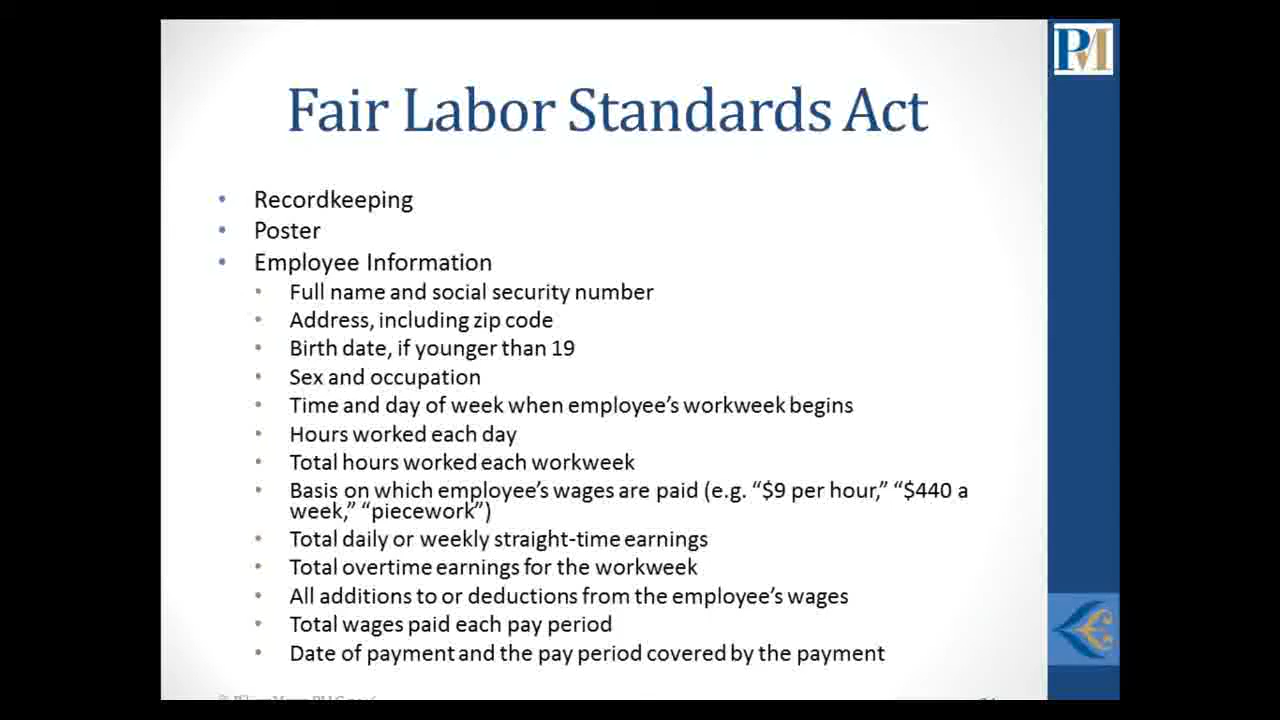 PM
Fair Labor Standards Act
• Recordkeeping
• Poster
• Employee Information
• Full name and social security number
• Address, including zip code
• Birth date, if younger than 19
• Sex and occupation
• Time and day of week when employee’s workweek begins
• Hours worked each day
• Total hours worked each workweek
• Basis on which employee’s wages are paid (e.g. “$9 per hour,” “$440 a
week,” “piecework”)
• Total daily or weekly straight-time earnings
• Total overtime earnings for the workweek
• All additions to or deductions from the employee’s wages
• Total wages paid each pay period
• Date of payment and the pay period covered by the payment